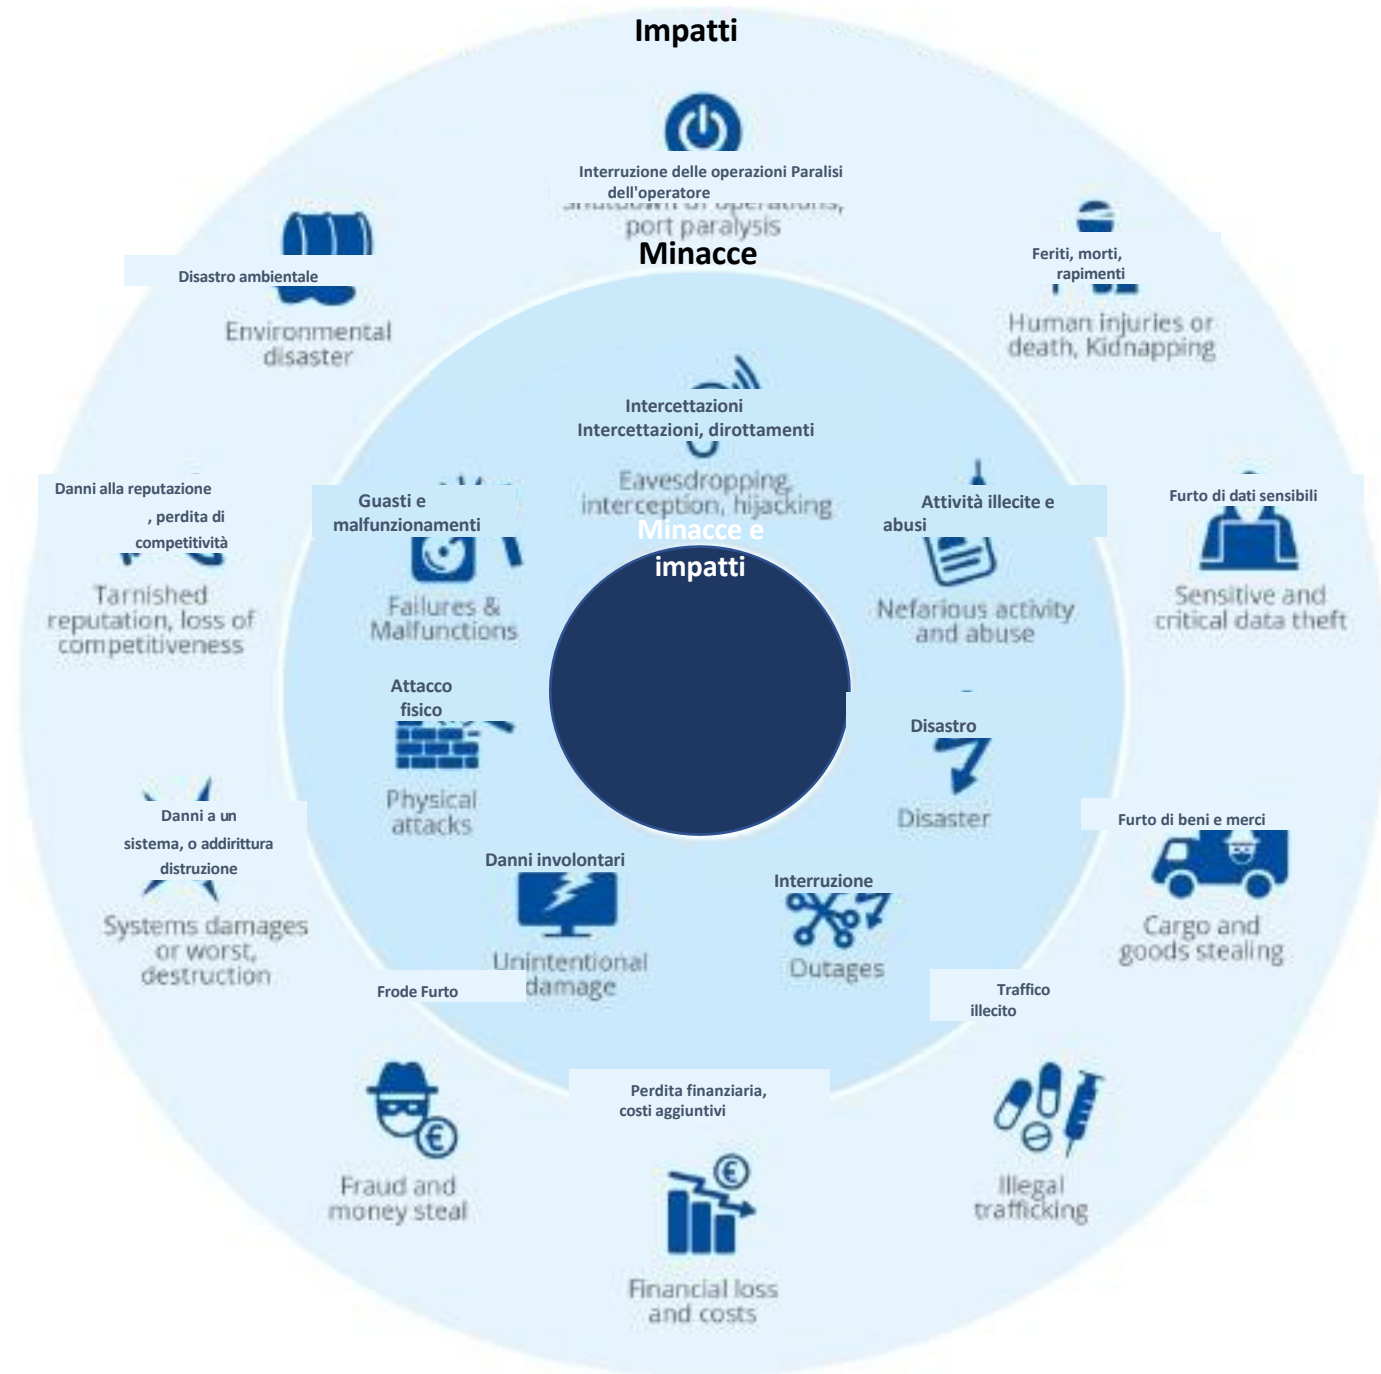 Impatti
Interruzione delle operazioni Paralisi
dell'operatore
shutdown of operations,
port paralysis
Minacce
Disastro ambientale
Environmental
disaster
Feriti, morti,
rapimenti
Human injuries or
death, Kidnapping
Intercettazioni
Intercettazioni, dirottamenti
Eavesdropping,
interception, hijacking
Danni alla reputazione
, perdita di
competitività
Tarnished
reputation, loss of
competitiveness
Guasti e
malfunzionamenti
Failures &
Malfunctions
Minacce e
impatti
Attività illecite e
abusi
Nefarious activity
and abuse
Furto di dati sensibili
Sensitive and
critical data theft
Attacco
fisico
Physical
attacks
Disastro
Disaster
Danni a un
sistema, o addirittura
distruzione
Systems damages
or worst,
destruction
Danni involontari
Unintentional
damage
Interruzione
Outages
Furto di beni e merci
Cargo and
goods stealing
Frode Furto
Fraud and
money steal
Perdita finanziaria,
costi aggiuntivi
Financial loss
and costs
Traffico
illecito
Illegal
trafficking